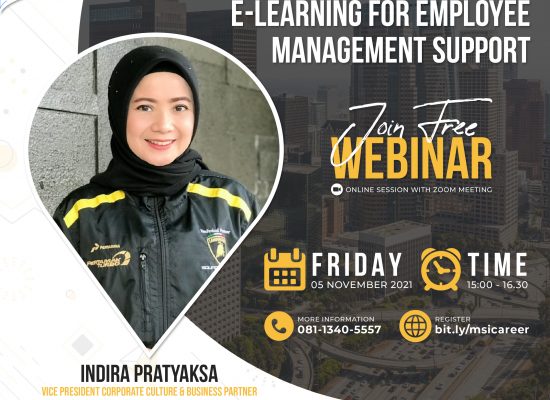 E-LEARNING FOR EMPLOYEE
MANAGEMENT SUPPORT
Join Free
WEBINAR
ONLINE SESSION WITH ZOOM MEETING
FRIDAY
05 NOVEMBER 2021
TIME
15:00 - 16.30
MORE INFORMATION
081-1340-5557
REGISTER
bit.ly/msicareer
PERTAMINA
INDIRA PRATYAKSA
VICE PRESIDENT CORPORATE CULTURE & BUSINESS PARTNER